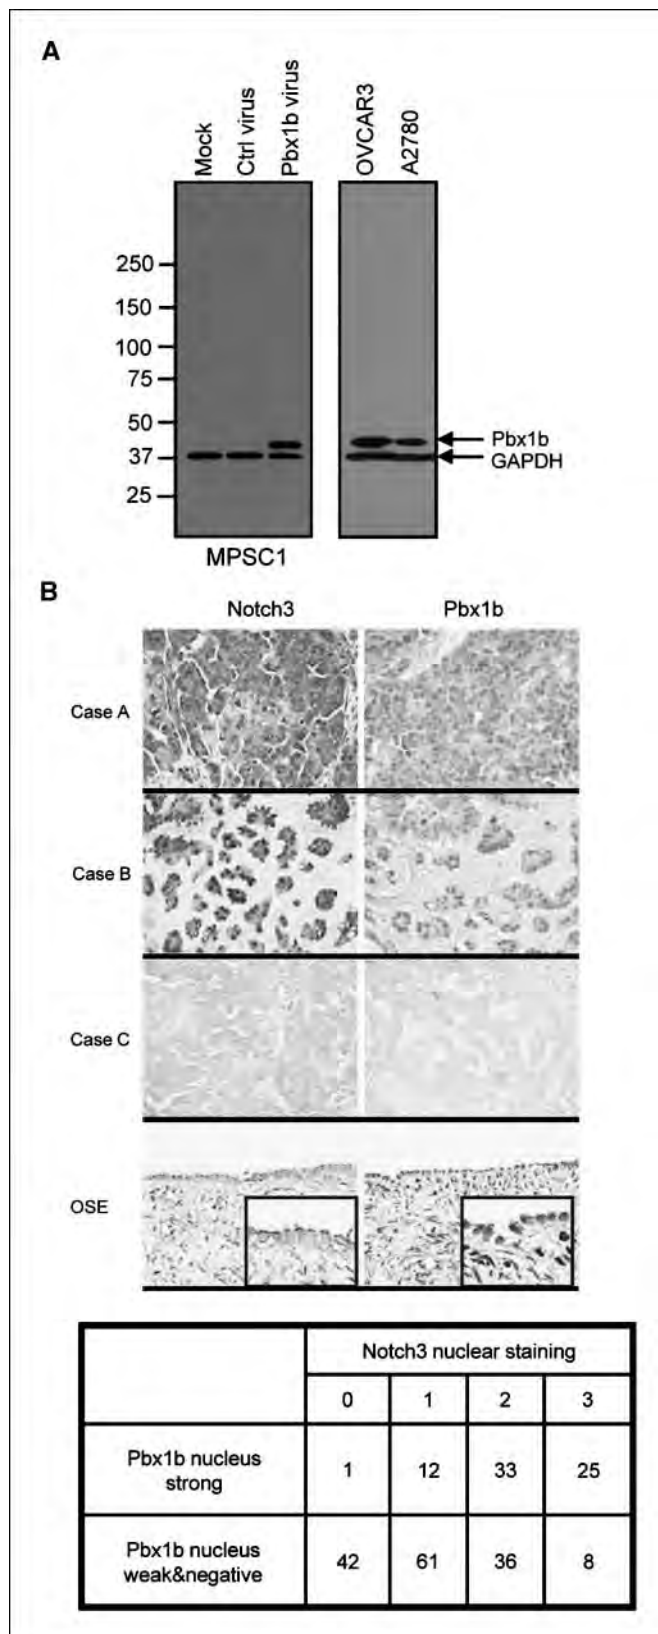 A
Mock
Ctrl virus
Pbx1b virus
OVCAR3
A2780
250
150
100
75
50
37
25
Pbx1b
GAPDH
MPSC1
B
Notch3 Pbx1b
Case A
Case B
Case C
OSE
Notch3 nuclear staining
0 1 2 3
Pbx1b nucleus
strong
1 12 33 25
Pbx1b nucleus
weak&negative
42 61 36 8